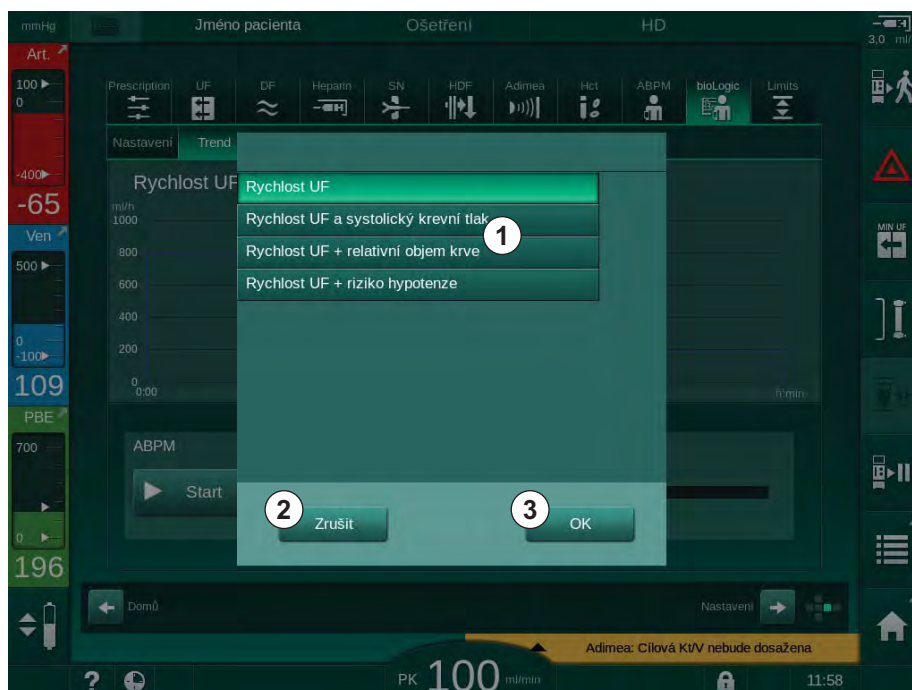 mmHg
Jméno pacienta
Ošetření
HD
3,0 ml/
Art.
100
0
-400
-65
Ven
500
0
-100
109
PBE
700
0
196
Prescription
UF
DF
Heparin
SN
HDF
Adimea
Hct
ABPM
bioLogic
Limits
Nastavení
Trend
Rychlost UF
ml/h
1000
800
600
400
200
0
0:00
h:min
Rychlost UF
Rychlost UF a systolický krevní tlak
1
Rychlost UF + relativní objem krve
Rychlost UF + riziko hypotenze
ABPM
Start
2
Zrušit
3
OK
MIN UF
Domů
Nastavení
Adimea: Cílová Kt/V nebude dosažena
?
PK 100 ml/min
11:58